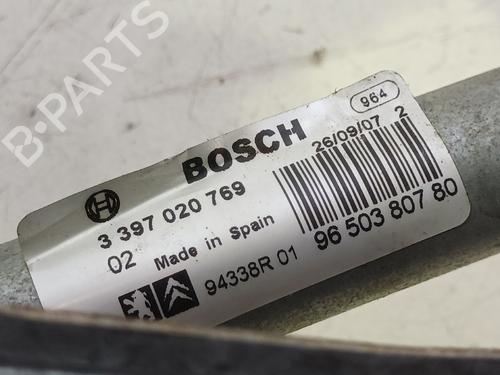 B-PARTS
964
BOSCH
26/09/07 2
3 397 020 769
02 Made in Spain
96 503 807 80
94338R 01